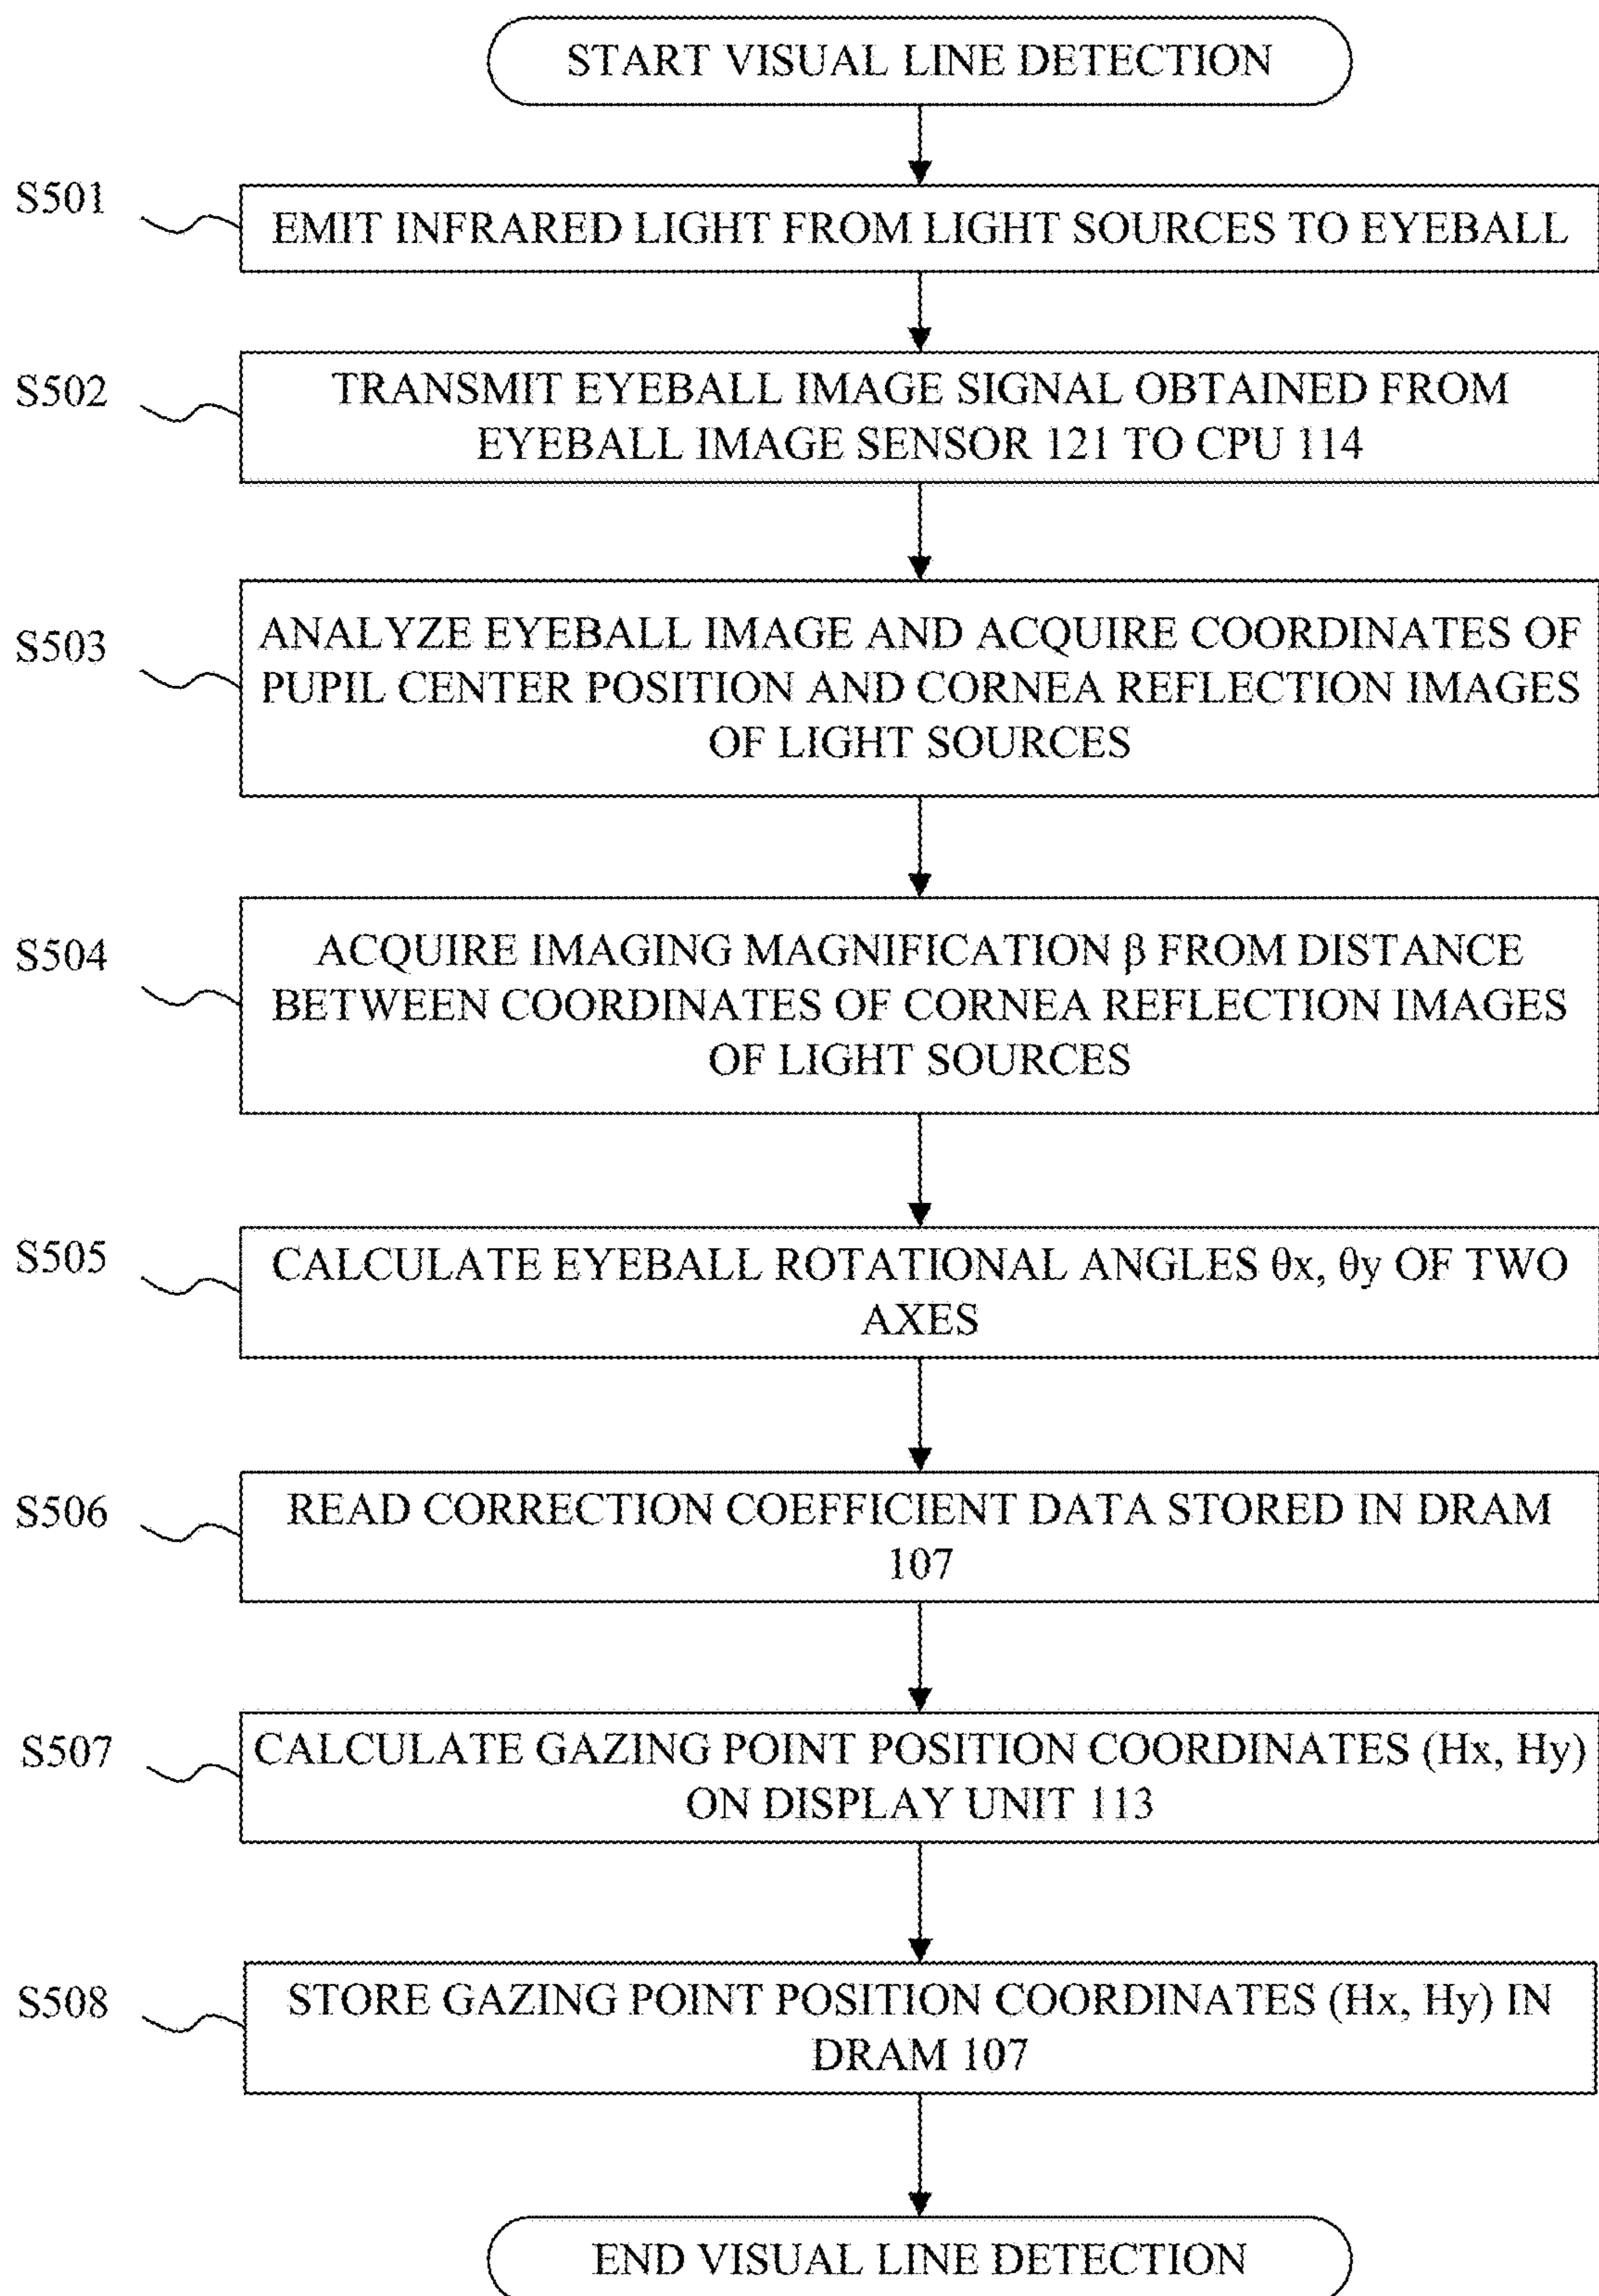 START VISUAL LINE DETECTION
S501
EMIT INFRARED LIGHT FROM LIGHT SOURCES TO EYEBALL
S502
TRANSMIT EYEBALL IMAGE SIGNAL OBTAINED FROM
EYEBALL IMAGE SENSOR 121 TO CPU 114
S503
ANALYZE EYEBALL IMAGE AND ACQUIRE COORDINATES OF
PUPIL CENTER POSITION AND CORNEA REFLECTION IMAGES
OF LIGHT SOURCES
S504
ACQUIRE IMAGING MAGNIFICATION β FROM DISTANCE
BETWEEN COORDINATES OF CORNEA REFLECTION IMAGES
OF LIGHT SOURCES
S505
CALCULATE EYEBALL ROTATIONAL ANGLES θx, θy OF TWO
AXES
S506
READ CORRECTION COEFFICIENT DATA STORED IN DRAM
107
S507
CALCULATE GAZING POINT POSITION COORDINATES (Hx, Hy)
ON DISPLAY UNIT 113
S508
STORE GAZING POINT POSITION COORDINATES (Hx, Hy) IN
DRAM 107
END VISUAL LINE DETECTION